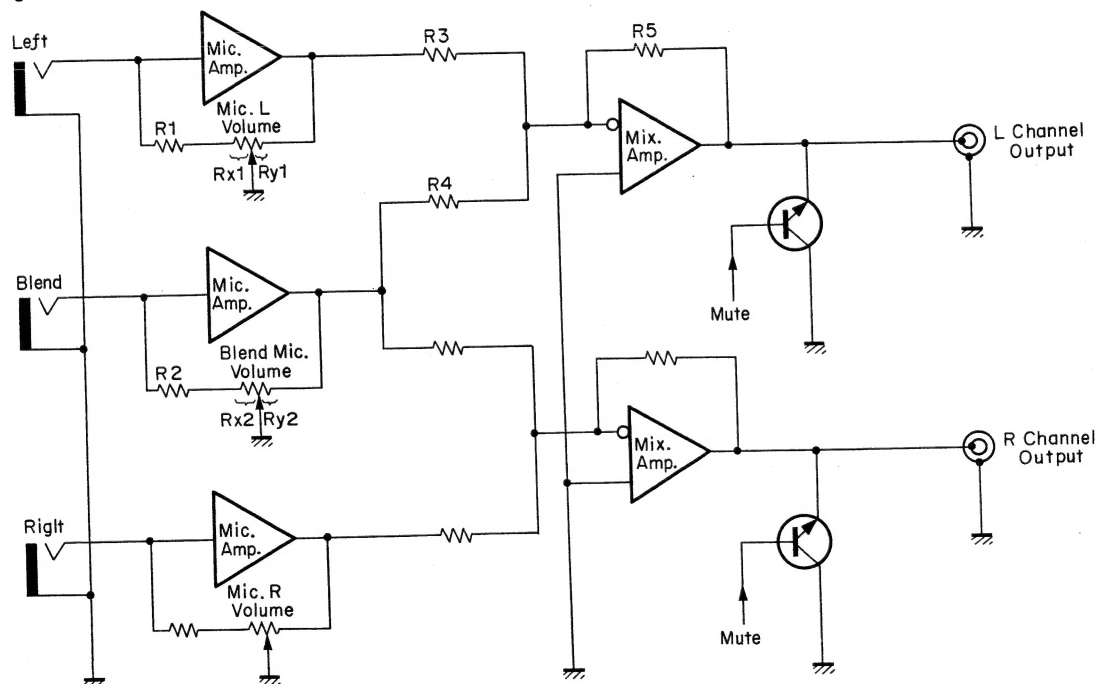 Left
Mic.
Amp.
R3
R5
Mic. L
Volume
R1
Rx1 Ry1
Mix.
Amp.
L Channel
Output
R4
Mute
Blend
Mic.
Amp.
Blend Mic.
Volume
R2
Rx2 Ry2
Mix.
Amp.
R Channel
Output
Riglt
Mic.
Amp.
Mic. R
Volume
Mute